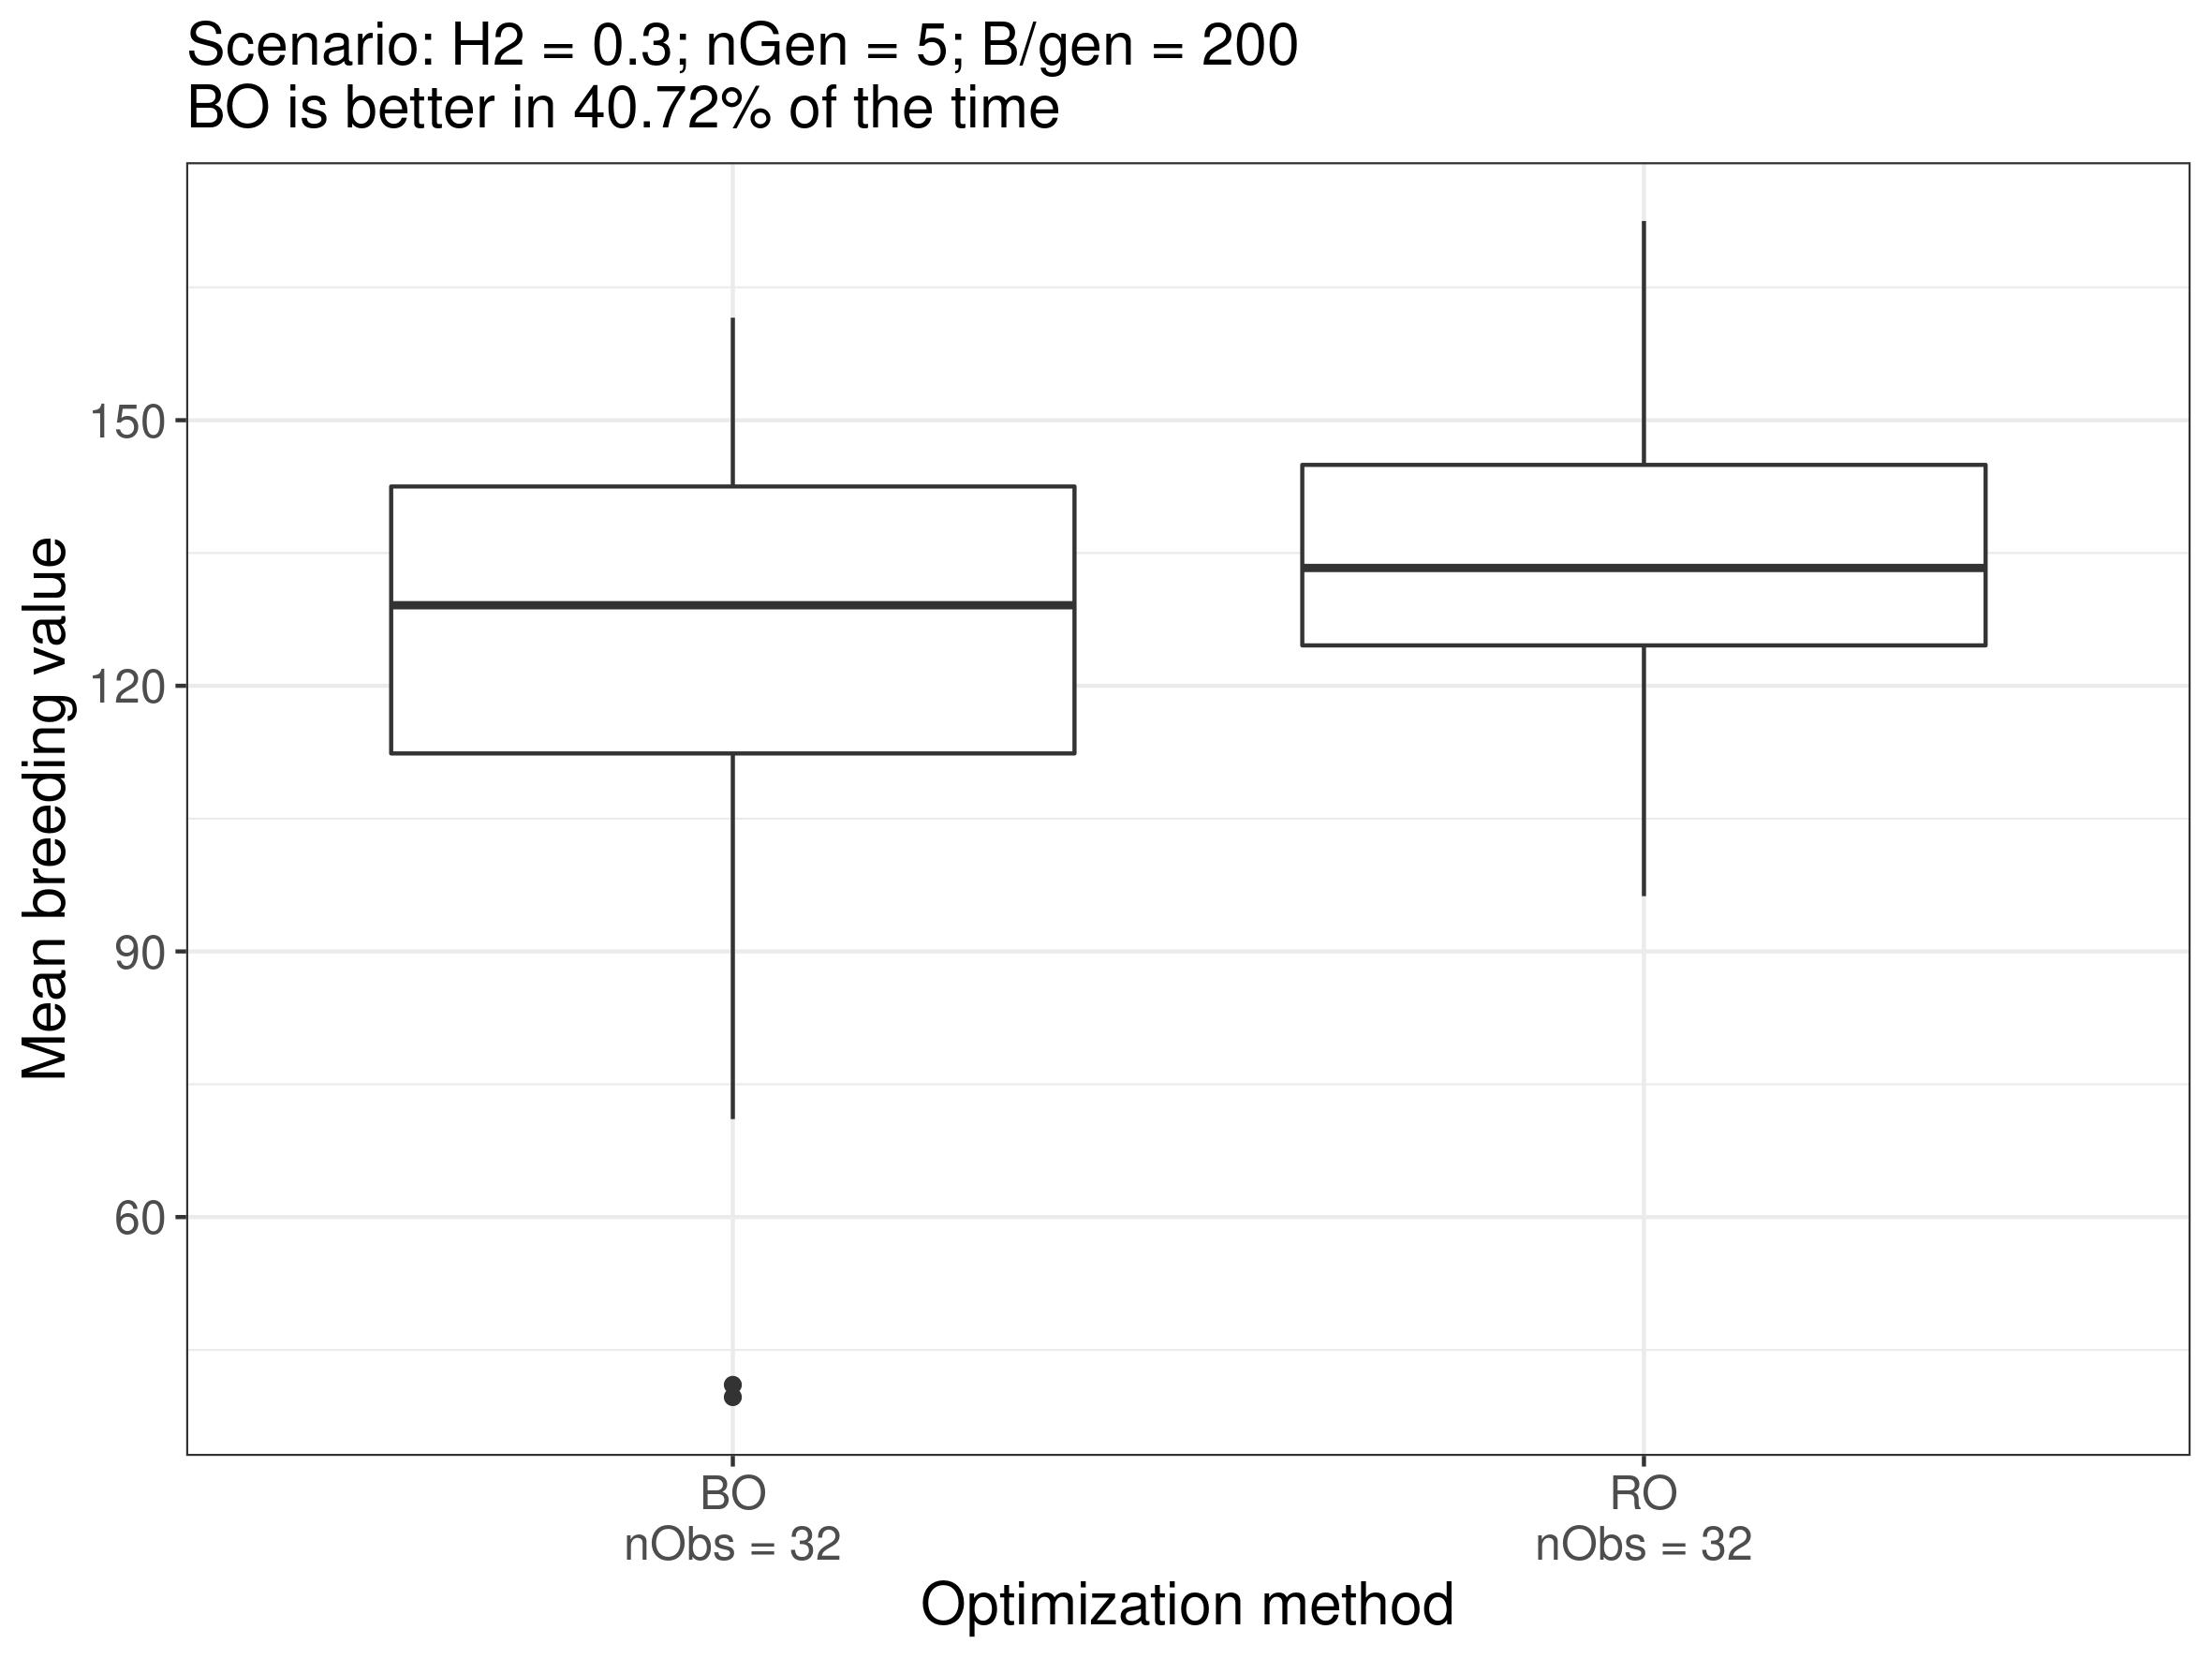 Scenario: H2 = 0.3; nGen = 5; B/gen = 200
BO is better in 40.72% of the time
Mean breeding value
150
120
90
60
BO
nObs = 32
RO
nObs = 32
Optimization method